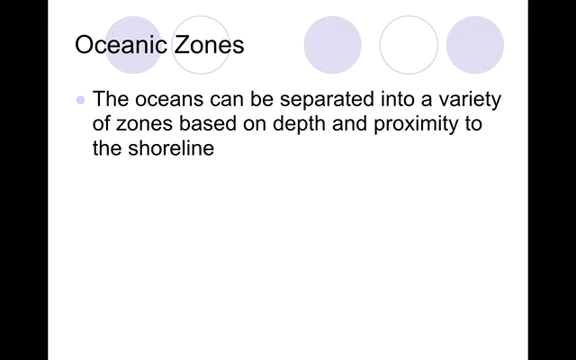 Oceanic Zones
The oceans can be separated into a variety
of zones based on depth and proximity to
the shoreline